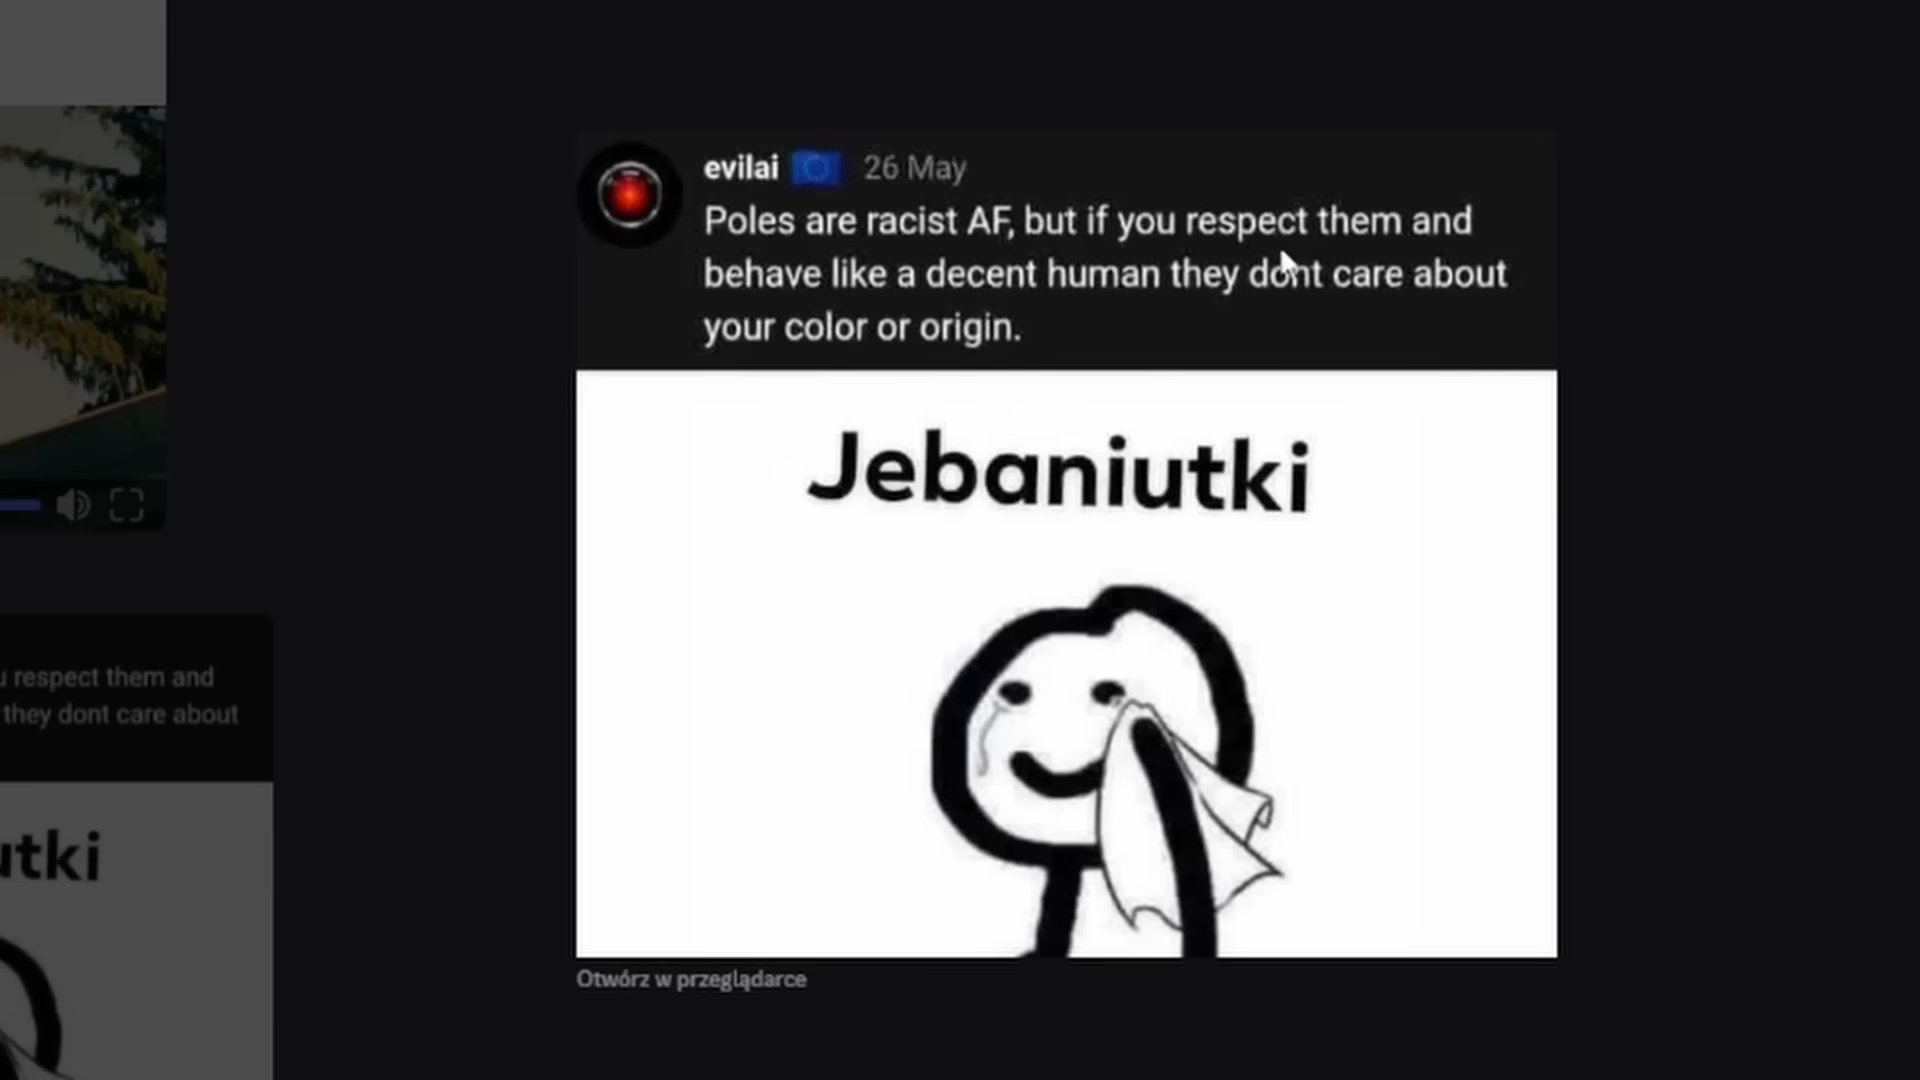 evilai 26 May
Poles are racist AF, but if you respect them and
behave like a decent human they dont care about
your color or origin.
Jebaniutki
Otwórz w przeglądarce
respect them and
they dont care about
utki